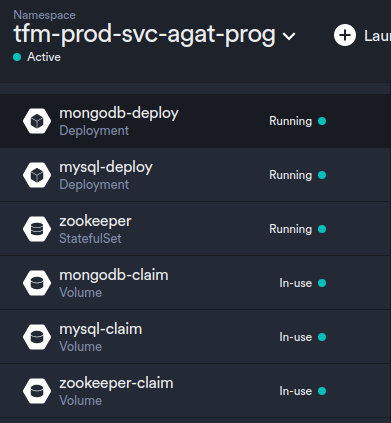 Namespace
tfm-prod-svc-agat-prog
Lau
Active
mongodb-deploy
Deployment
Running
mysql-deploy
Deployment
Running
zookeeper
StatefulSet
Running
mongodb-claim
Volume
In-use
mysql-claim
Volume
In-use
zookeeper-claim
Volume
In-use